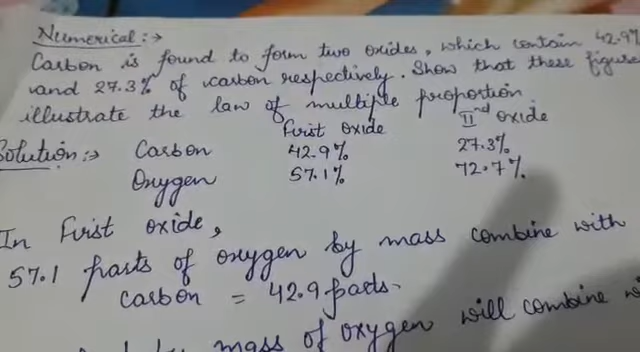 Numerical :→
Carbon is found to form two oxides, which contain 42.9%
and 27.3% of carbon respectively. Show that these figure
illustrate the law of multiple proportion
First oxide IInd oxide
Solution :→ Carbon 42.9% 27.3%
Oxygen 57.1% 72.7%
In First oxide,
57.1 parts of oxygen by mass combine with
carbon = 42.9 parts.
mass of oxygen will combine